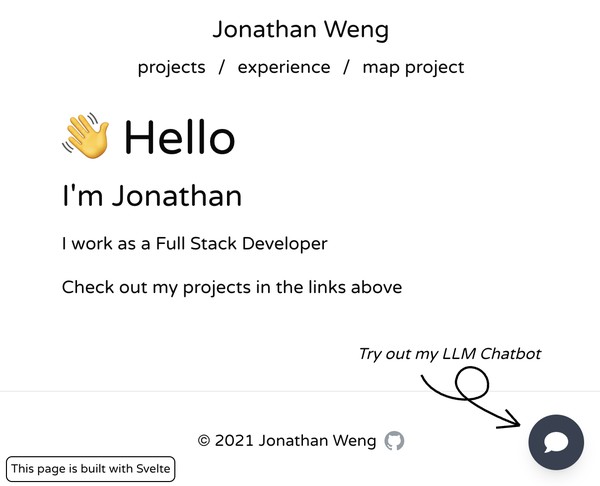 Jonathan Weng
projects / experience / map project
👋 Hello
I'm Jonathan
I work as a Full Stack Developer
Check out my projects in the links above
Try out my LLM Chatbot
© 2021 Jonathan Weng
This page is built with Svelte